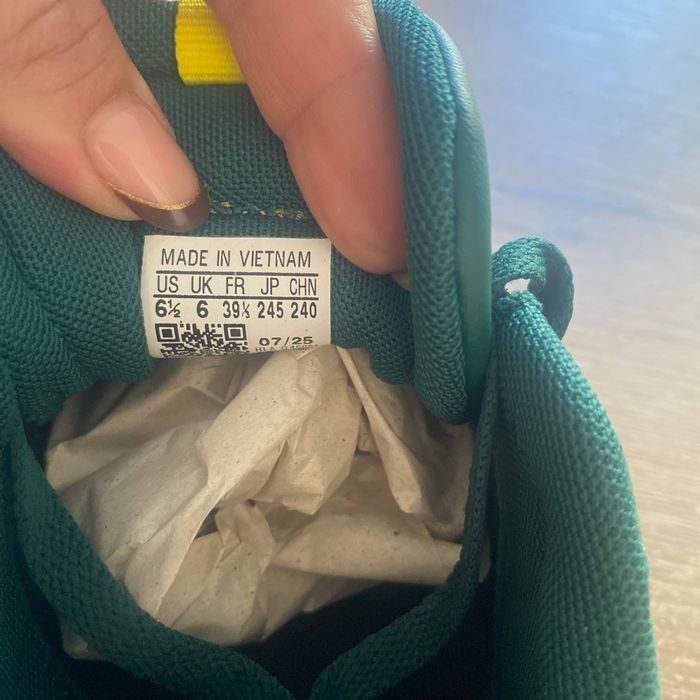 MADE IN VIETNAM
US UK FR JP CHN
6½ 6 39⅓ 245 240
07/25